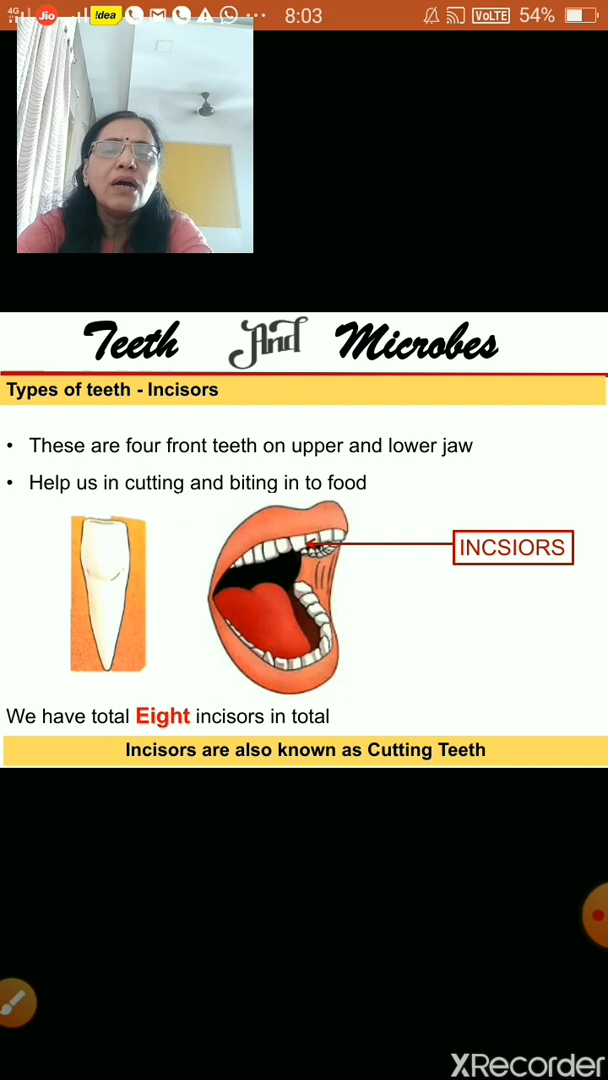 4G
Jio
!dea
8:03
VoLTE
54%
Teeth And Microbes
Types of teeth - Incisors
• These are four front teeth on upper and lower jaw
• Help us in cutting and biting in to food
INCSIORS
We have total Eight incisors in total
Incisors are also known as Cutting Teeth
XRecorder